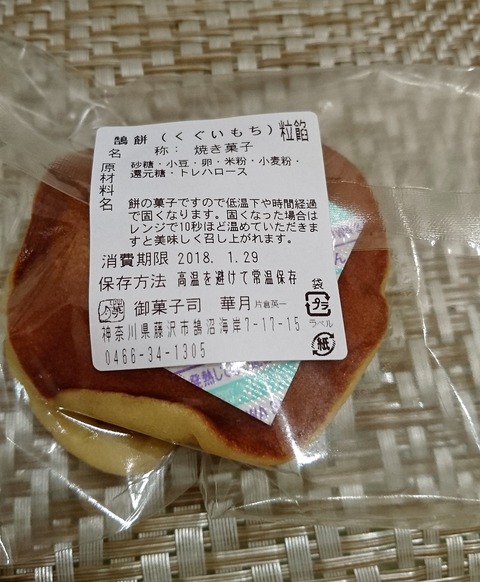 鵠餅(くぐいもち)粒餡
名 称: 焼き菓子
原材料名 砂糖・小豆・卵・米粉・小麦粉・
還元糖・トレハロース
餅の菓子ですので低温下や時間経過
で固くなります。固くなった場合は
レンジで10秒ほど温めていただきま
すと美味しく召し上がれます。
消費期限 2018. 1.29
保存方法 高温を避けて常温保存
袋
プラ
御菓子司 華月 片倉英一
ラベル
紙
神奈川県藤沢市鵠沼海岸7-17-15
0466-34-1305